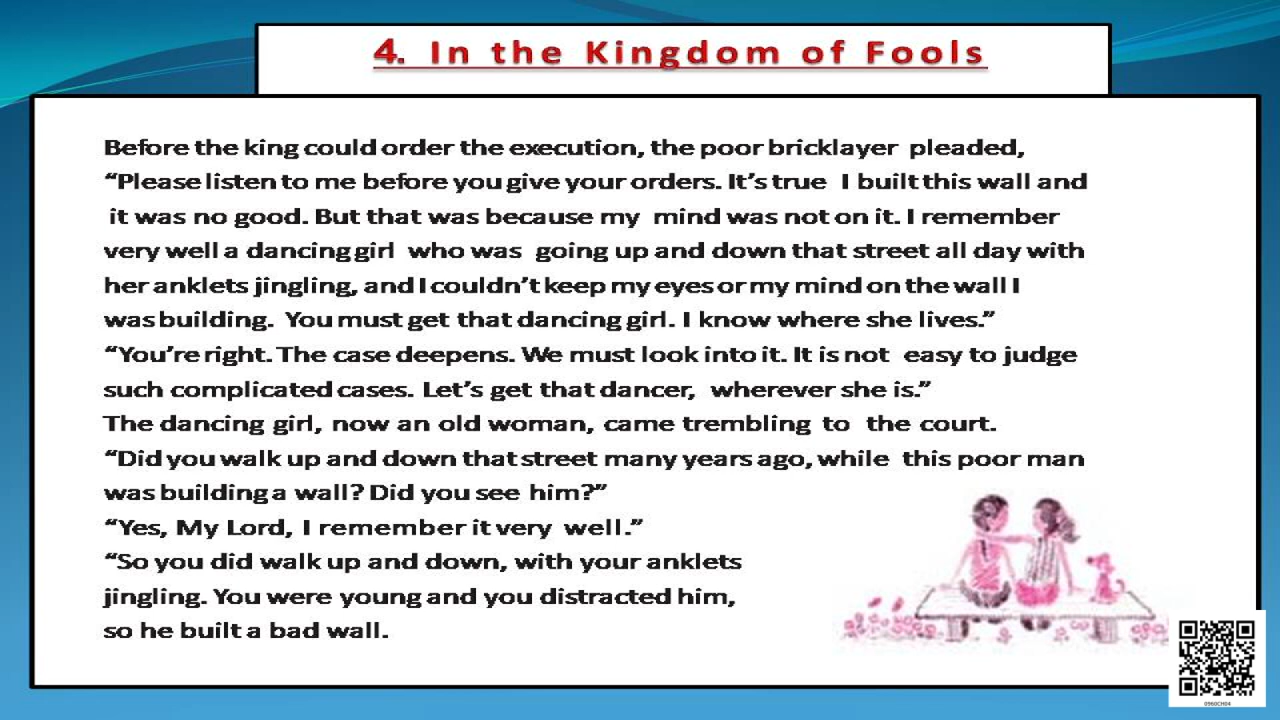 4. In the Kingdom of Fools
Before the king could order the execution, the poor bricklayer pleaded,
“Please listen to me before you give your orders. It’s true I built this wall and
it was no good. But that was because my mind was not on it. I remember
very well a dancing girl who was going up and down that street all day with
her anklets jingling, and I couldn’t keep my eyes or my mind on the wall I
was building. You must get that dancing girl. I know where she lives.”
“You’re right. The case deepens. We must look into it. It is not easy to judge
such complicated cases. Let’s get that dancer, wherever she is.”
The dancing girl, now an old woman, came trembling to the court.
“Did you walk up and down that street many years ago, while this poor man
was building a wall? Did you see him?”
“Yes, My Lord, I remember it very well.”
“So you did walk up and down, with your anklets
jingling. You were young and you distracted him,
so he built a bad wall.
0960CH04